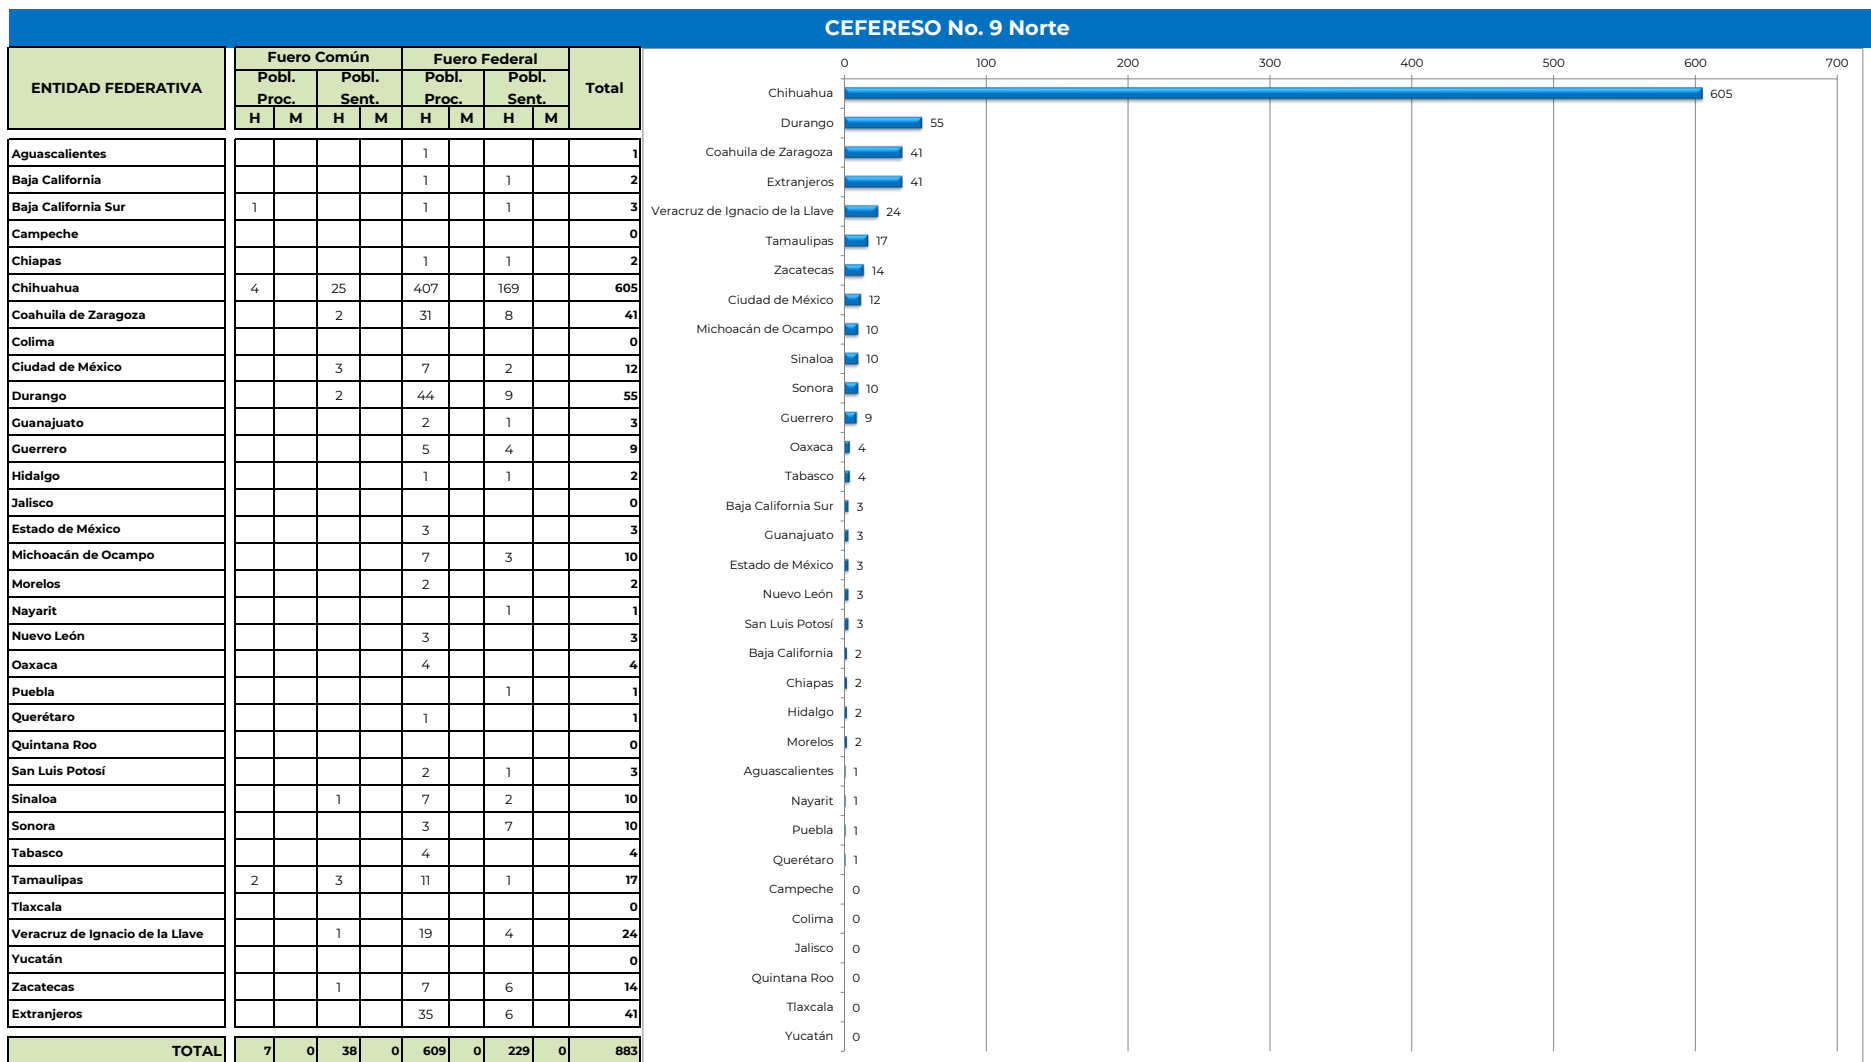 CEFERESO No. 9 Norte
ENTIDAD FEDERATIVA
Fuero Común Fuero Federal Total
Pobl. Proc. Pobl. Sent. Pobl. Proc. Pobl. Sent.
H M H M H M H M
Aguascalientes 1 1
Baja California 1 1 2
Baja California Sur 1 1 1 3
Campeche 0
Chiapas 1 1 2
Chihuahua 4 25 407 169 605
Coahuila de Zaragoza 2 31 8 41
Colima 0
Ciudad de México 3 7 2 12
Durango 2 44 9 55
Guanajuato 2 1 3
Guerrero 5 4 9
Hidalgo 1 1 2
Jalisco 0
Estado de México 3 3
Michoacán de Ocampo 7 3 10
Morelos 2 2
Nayarit 1 1
Nuevo León 3 3
Oaxaca 4 4
Puebla 1 1
Querétaro 1 1
Quintana Roo 0
San Luis Potosí 2 1 3
Sinaloa 1 7 2 10
Sonora 3 7 10
Tabasco 4 4
Tamaulipas 2 3 11 1 17
Tlaxcala 0
Veracruz de Ignacio de la Llave 1 19 4 24
Yucatán 0
Zacatecas 1 7 6 14
Extranjeros 35 6 41
TOTAL 7 0 38 0 609 0 229 0 883
0 100 200 300 400 500 600 700
Chihuahua 605
Durango 55
Coahuila de Zaragoza 41
Extranjeros 41
Veracruz de Ignacio de la Llave 24
Tamaulipas 17
Zacatecas 14
Ciudad de México 12
Michoacán de Ocampo 10
Sinaloa 10
Sonora 10
Guerrero 9
Oaxaca 4
Tabasco 4
Baja California Sur 3
Guanajuato 3
Estado de México 3
Nuevo León 3
San Luis Potosí 3
Baja California 2
Chiapas 2
Hidalgo 2
Morelos 2
Aguascalientes 1
Nayarit 1
Puebla 1
Querétaro 1
Campeche 0
Colima 0
Jalisco 0
Quintana Roo 0
Tlaxcala 0
Yucatán 0